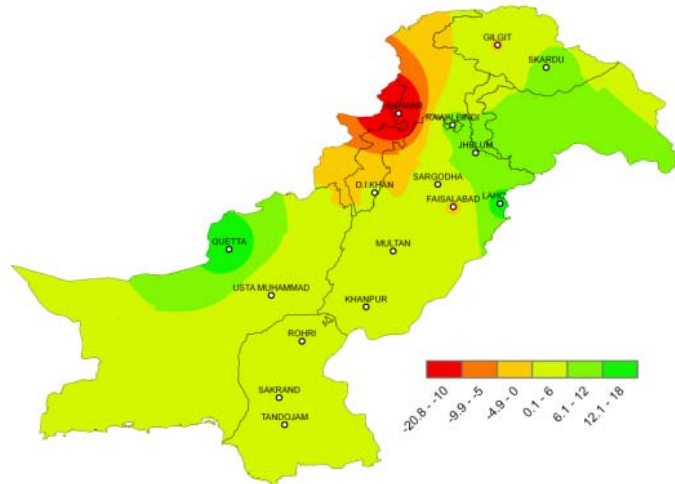 GILGIT
SKARDU
RAWALPINDI
JHELUM
SARGODHA
D.I.KHAN
FAISALABAD
QUETTA
MULTAN
USTA MUHAMMAD
KHANPUR
ROHRI
SAKRAND
TANDOJAM
-20.8 - -10
-9.9 - -5
-4.9 - 0
0.1 - 6
6.1 - 12
12.1 - 18